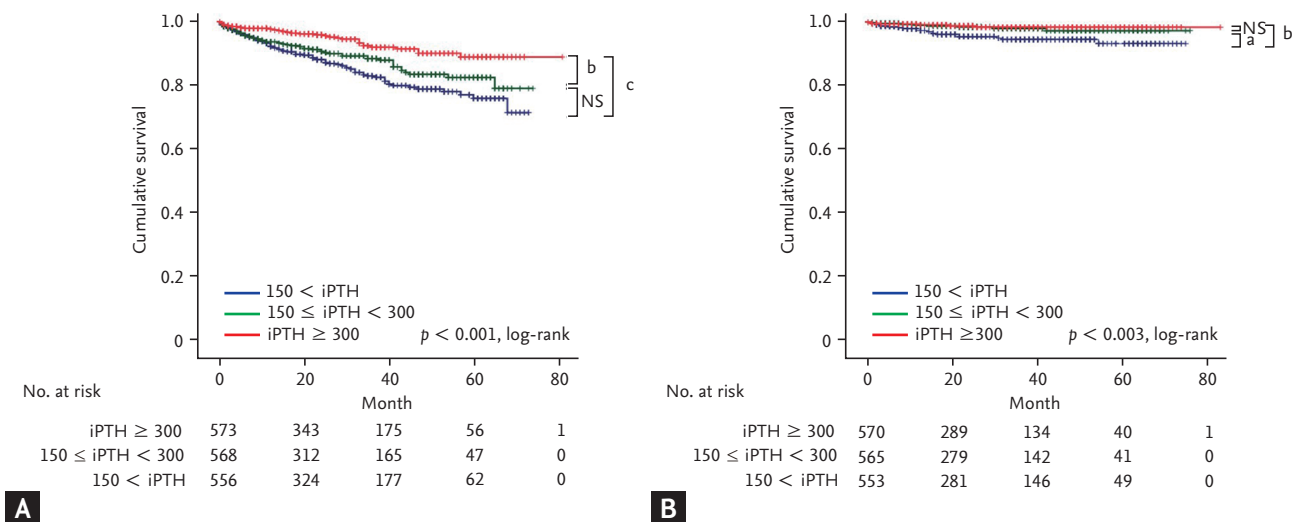 1.0
0.8
0.6
0.4
0.2
0
Cumulative survival
b
c
NS
150 < iPTH
150 ≤ iPTH < 300
iPTH ≥ 300
p < 0.001, log-rank
0 20 40 60 80
Month
No. at risk
iPTH ≥ 300 573 343 175 56 1
150 ≤ iPTH < 300 568 312 165 47 0
150 < iPTH 556 324 177 62 0
A
1.0
0.8
0.6
0.4
0.2
0
Cumulative survival
NS
a
b
150 < iPTH
150 ≤ iPTH < 300
iPTH ≥300
p < 0.003, log-rank
0 20 40 60 80
Month
No. at risk
iPTH ≥ 300 570 289 134 40 1
150 ≤ iPTH < 300 565 279 142 41 0
150 < iPTH 553 281 146 49 0
B